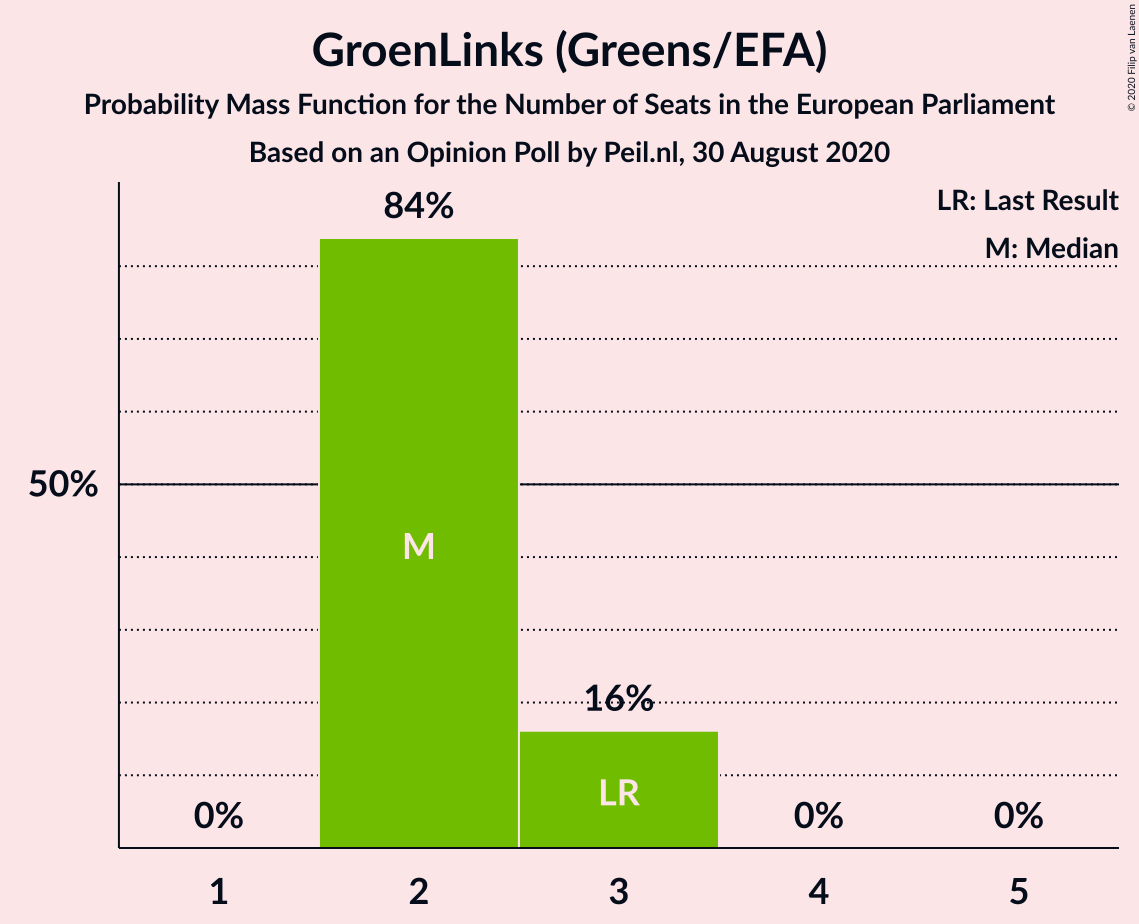 GroenLinks (Greens/EFA)
Probability Mass Function for the Number of Seats in the European Parliament
Based on an Opinion Poll by Peil.nl, 30 August 2020
© 2020 Filip van Laenen
LR: Last Result
M: Median
84%
50%
M
16%
LR
0%
0%
0%
1
2
3
4
5